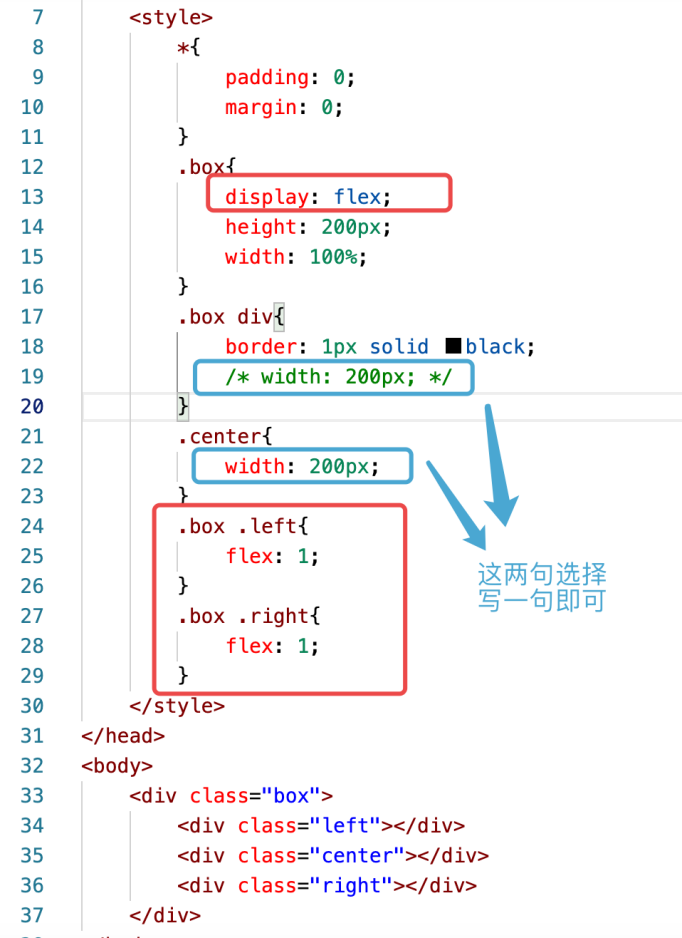 7 <style>
8 *{
9 padding: 0;
10 margin: 0;
11 }
12 .box{
13 display: flex;
14 height: 200px;
15 width: 100%;
16 }
17 .box div{
18 border: 1px solid black;
19 /* width: 200px; */
20 }
21 .center{
22 width: 200px;
23 }
24 .box .left{
25 flex: 1;
26 }
27 .box .right{
28 flex: 1;
29 }
30 </style>
31 </head>
32 <body>
33 <div class="box">
34 <div class="left"></div>
35 <div class="center"></div>
36 <div class="right"></div>
37 </div>
这两句选择
写一句即可